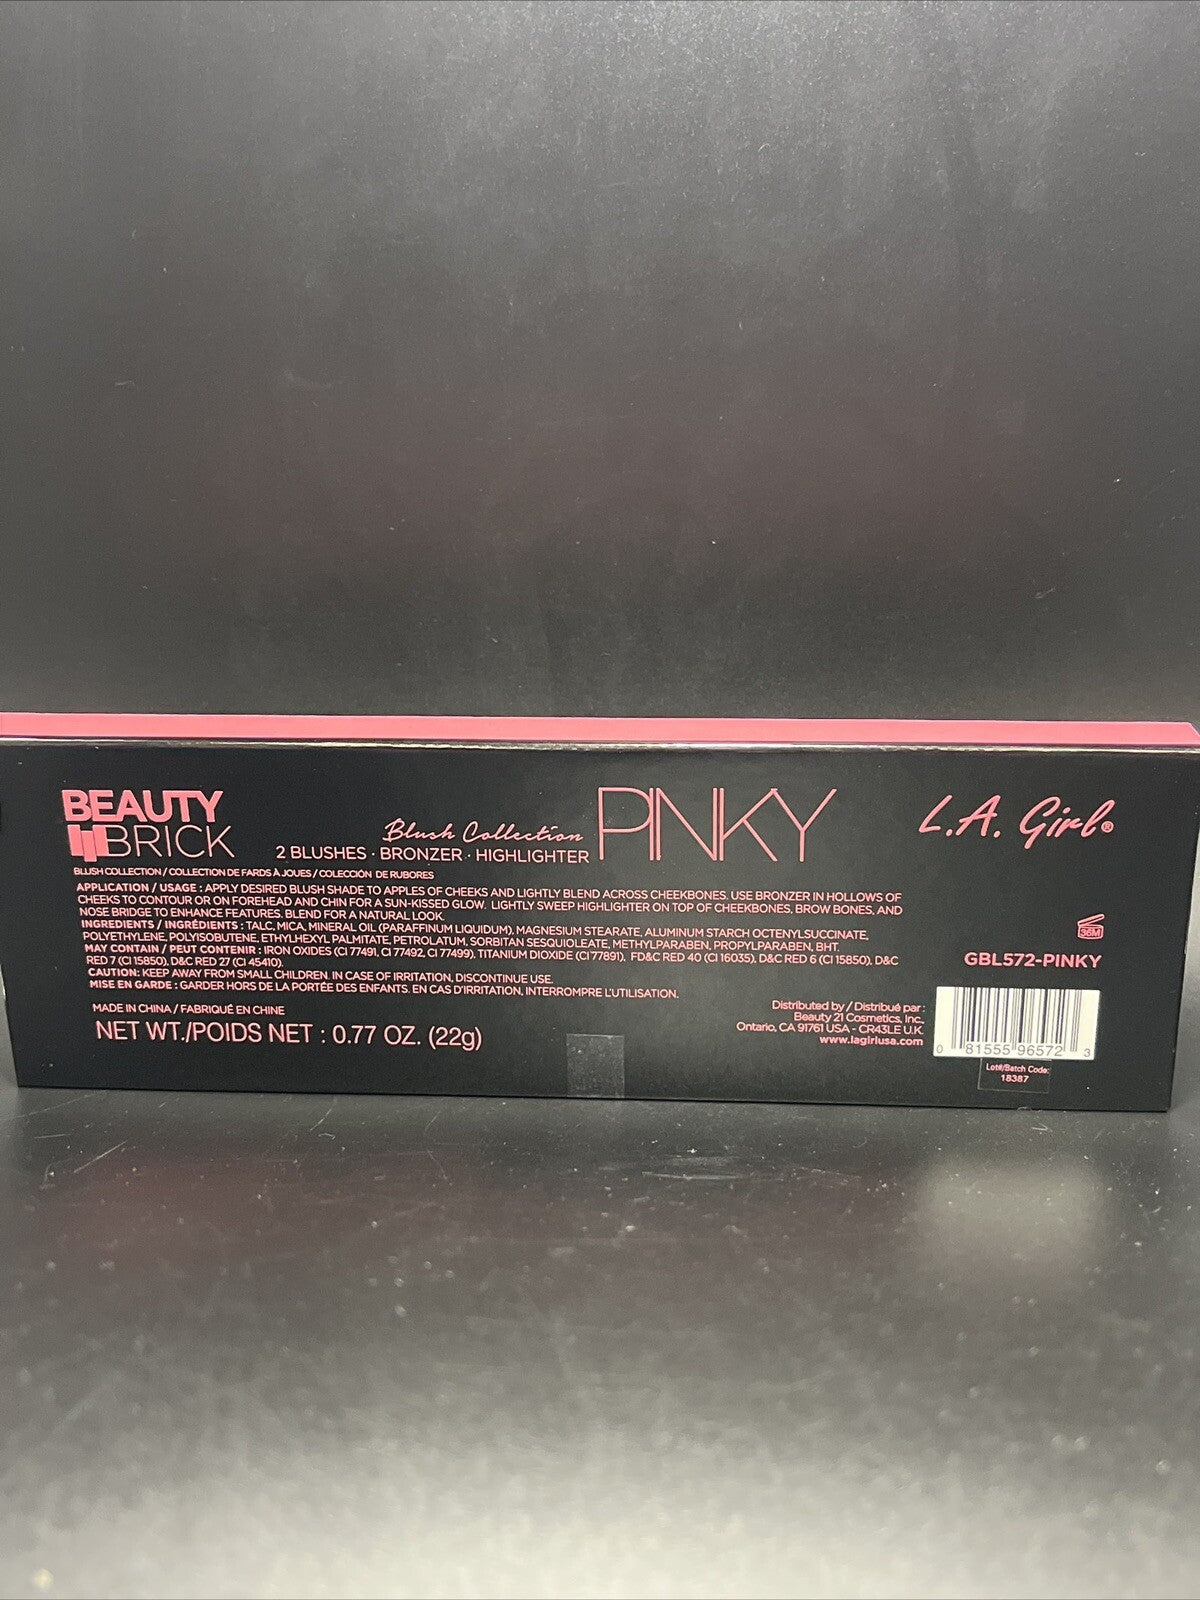 BEAUTY
BRICK
Blush Collection
2 BLUSHES · BRONZER · HIGHLIGHTER
PINKY
L.A. Girl®
BLUSH COLLECTION / COLLECTION DE FARDS À JOUES / COLECCIÓN DE RUBORES
APPLICATION / USAGE : APPLY DESIRED BLUSH SHADE TO APPLES OF CHEEKS AND LIGHTLY BLEND ACROSS CHEEKBONES. USE BRONZER IN HOLLOWS OF
CHEEKS TO CONTOUR OR ON FOREHEAD AND CHIN FOR A SUN-KISSED GLOW. LIGHTLY SWEEP HIGHLIGHTER ON TOP OF CHEEKBONES, BROW BONES, AND
NOSE BRIDGE TO ENHANCE FEATURES. BLEND FOR A NATURAL LOOK.
INGREDIENTS / INGRÉDIENTS : TALC, MICA, MINERAL OIL (PARAFFINUM LIQUIDUM), MAGNESIUM STEARATE, ALUMINUM STARCH OCTENYLSUCCINATE,
POLYETHYLENE, POLYISOBUTENE, ETHYLHEXYL PALMITATE, PETROLATUM, SORBITAN SESQUIOLEATE, METHYLPARABEN, PROPYLPARABEN, BHT.
MAY CONTAIN / PEUT CONTENIR : IRON OXIDES (CI 77491, CI 77492, CI 77499), TITANIUM DIOXIDE (CI 77891), FD&C RED 40 (CI 16035), D&C RED 6 (CI 15850), D&C
RED 7 (CI 15850), D&C RED 27 (CI 45410).
CAUTION: KEEP AWAY FROM SMALL CHILDREN. IN CASE OF IRRITATION, DISCONTINUE USE.
MISE EN GARDE : GARDER HORS DE LA PORTÉE DES ENFANTS. EN CAS D'IRRITATION, INTERROMPRE L'UTILISATION.
MADE IN CHINA / FABRIQUÉ EN CHINE
NET WT./POIDS NET : 0.77 OZ. (22g)
Distributed by / Distribué par :
Beauty 21 Cosmetics, Inc.,
Ontario, CA 91761 USA - CR43LE U.K.
www.lagirlusa.com
36M
GBL572-PINKY
0 81555 96572 3
Lot#/Batch Code:
18387